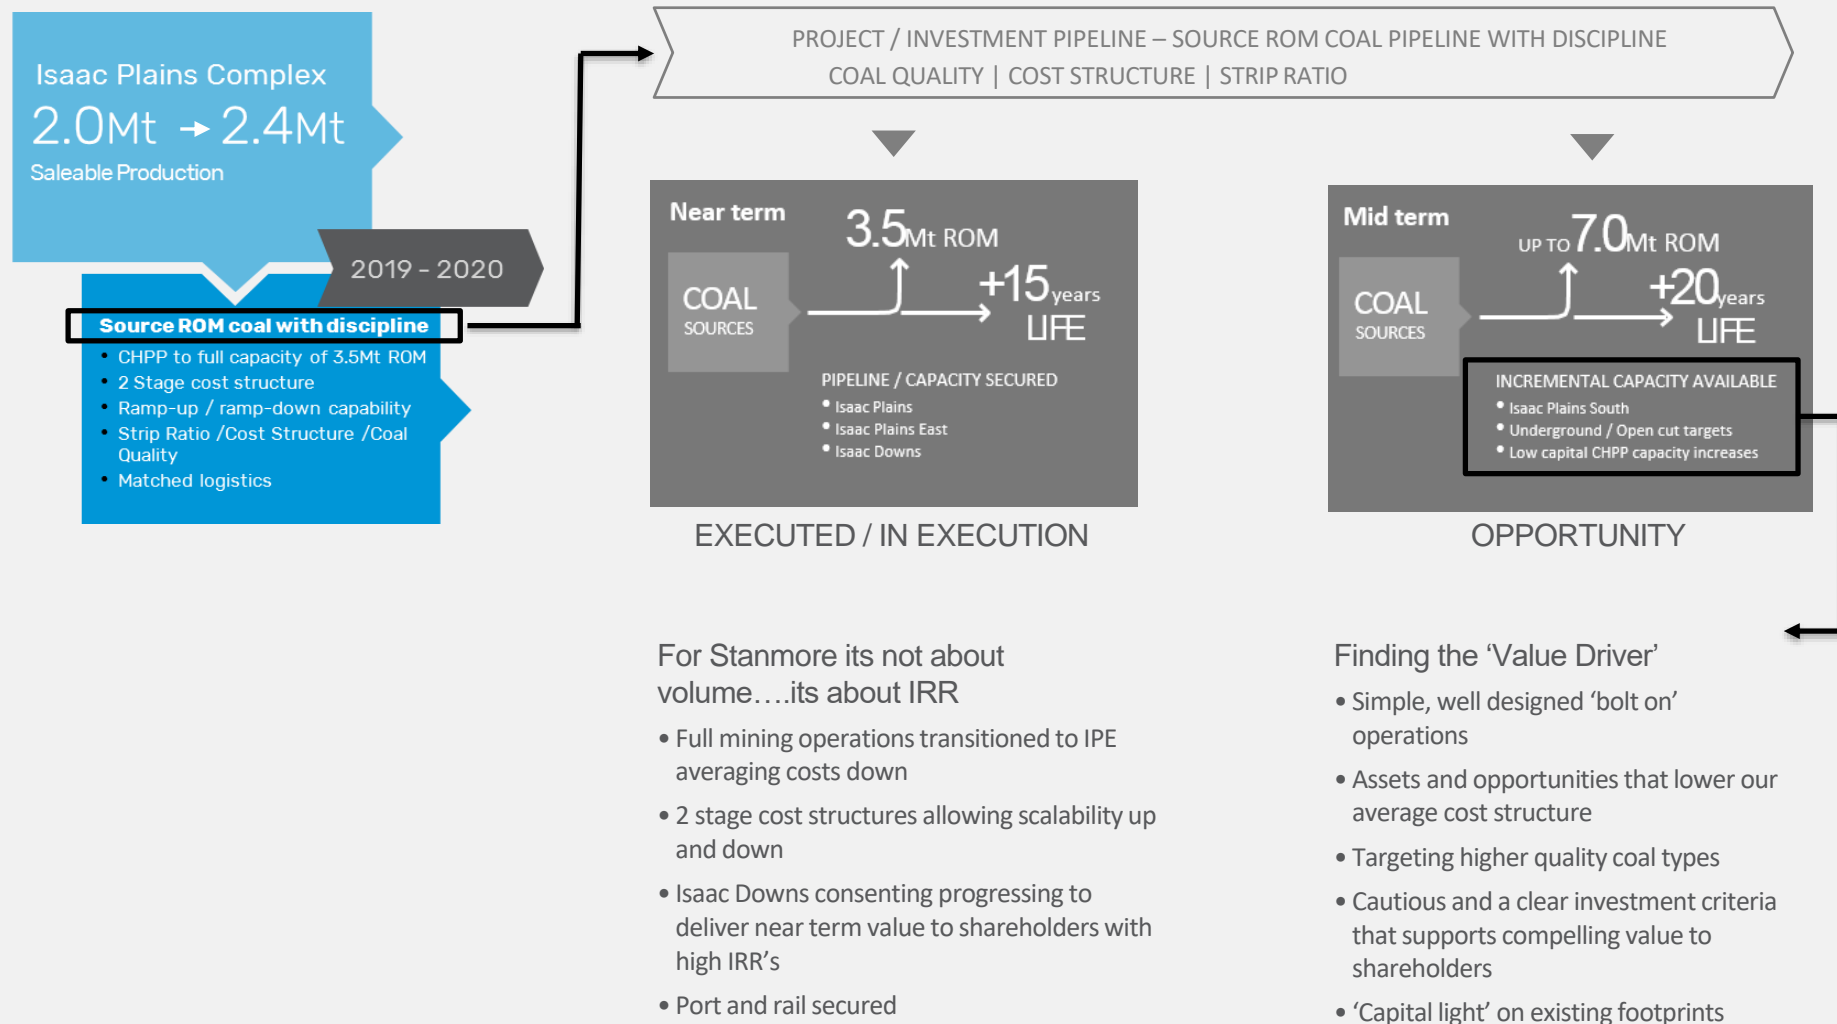 Isaac Plains Complex
2.0Mt → 2.4Mt
Saleable Production
2019 - 2020
Source ROM coal with discipline
• CHPP to full capacity of 3.5Mt ROM
• 2 Stage cost structure
• Ramp-up / ramp-down capability
• Strip Ratio /Cost Structure /Coal
Quality
• Matched logistics
PROJECT / INVESTMENT PIPELINE – SOURCE ROM COAL PIPELINE WITH DISCIPLINE
COAL QUALITY | COST STRUCTURE | STRIP RATIO
Near term
3.5Mt ROM
COAL
SOURCES
+15 years
LIFE
PIPELINE / CAPACITY SECURED
• Isaac Plains
• Isaac Plains East
• Isaac Downs
EXECUTED / IN EXECUTION
Mid term
UP TO 7.0Mt ROM
COAL
SOURCES
+20 years
LIFE
INCREMENTAL CAPACITY AVAILABLE
• Isaac Plains South
• Underground / Open cut targets
• Low capital CHPP capacity increases
OPPORTUNITY
For Stanmore its not about
volume….its about IRR
• Full mining operations transitioned to IPE
averaging costs down
• 2 stage cost structures allowing scalability up
and down
• Isaac Downs consenting progressing to
deliver near term value to shareholders with
high IRR's
• Port and rail secured
Finding the ‘Value Driver’
• Simple, well designed ‘bolt on’
operations
• Assets and opportunities that lower our
average cost structure
• Targeting higher quality coal types
• Cautious and a clear investment criteria
that supports compelling value to
shareholders
• ‘Capital light’ on existing footprints